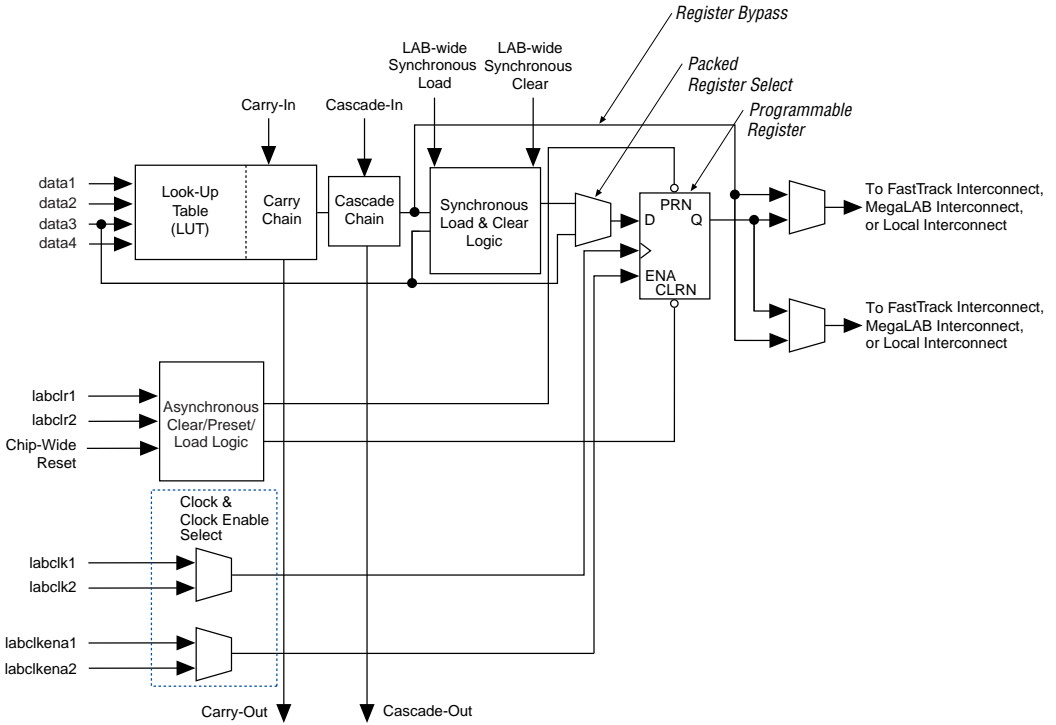 Register Bypass
LAB-wide
Synchronous
Load
LAB-wide
Synchronous
Clear
Packed
Register Select
Carry-In
Cascade-In
Programmable
Register
data1
data2
data3
data4
Look-Up
Table
(LUT)
Carry
Chain
Cascade
Chain
Synchronous
Load & Clear
Logic
PRN
D
Q
ENA
CLRN
To FastTrack Interconnect,
MegaLAB Interconnect,
or Local Interconnect
To FastTrack Interconnect,
MegaLAB Interconnect,
or Local Interconnect
labclr1
labclr2
Chip-Wide
Reset
Asynchronous
Clear/Preset/
Load Logic
Clock &
Clock Enable
Select
labclk1
labclk2
labclkena1
labclkena2
Carry-Out
Cascade-Out